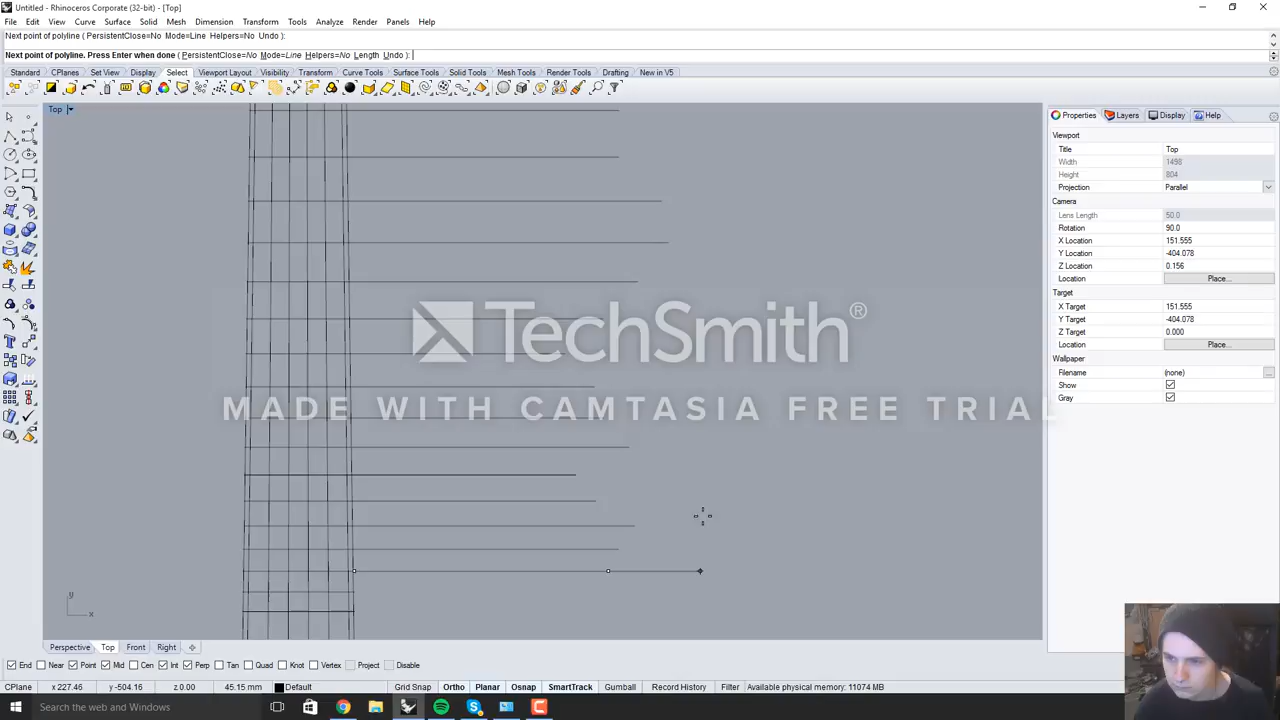 Untitled - Rhinoceros Corporate (32-bit) - [Top]
File Edit View Curve Surface Solid Mesh Dimension Transform Tools Analyze Render Panels Help
Next point of polyline ( PersistentClose=No Mode=Line Helpers=No Undo ):
Next point of polyline. Press Enter when done ( PersistentClose=No Mode=Line Helpers=No Length Undo ):
Standard CPlanes Set View Display Select Viewport Layout Visibility Transform Curve Tools Surface Tools Solid Tools Mesh Tools Render Tools Drafting New in V5
Top
Properties Layers Display Help
Viewport
Title Top
Width 1498
Height 804
Projection Parallel
Camera
Lens Length 50.0
Rotation 90.0
X Location 151.555
Y Location -404.078
Z Location 0.156
Location Place...
Target
X Target 151.555
Y Target -404.078
Z Target 0.000
Location Place...
Wallpaper
Filename (none) ...
Show
Gray
TechSmith®
MADE WITH CAMTASIA FREE TRIAL
y
x
Perspective Top Front Right
End Near Point Mid Cen Int Perp Tan Quad Knot Vertex Project Disable
CPlane x 227.46 y -504.16 z 0.00 45.15 mm Default Grid Snap Ortho Planar Osnap SmartTrack Gumball Record History Filter Available physical memory: 11074 MB
Search the web and Windows